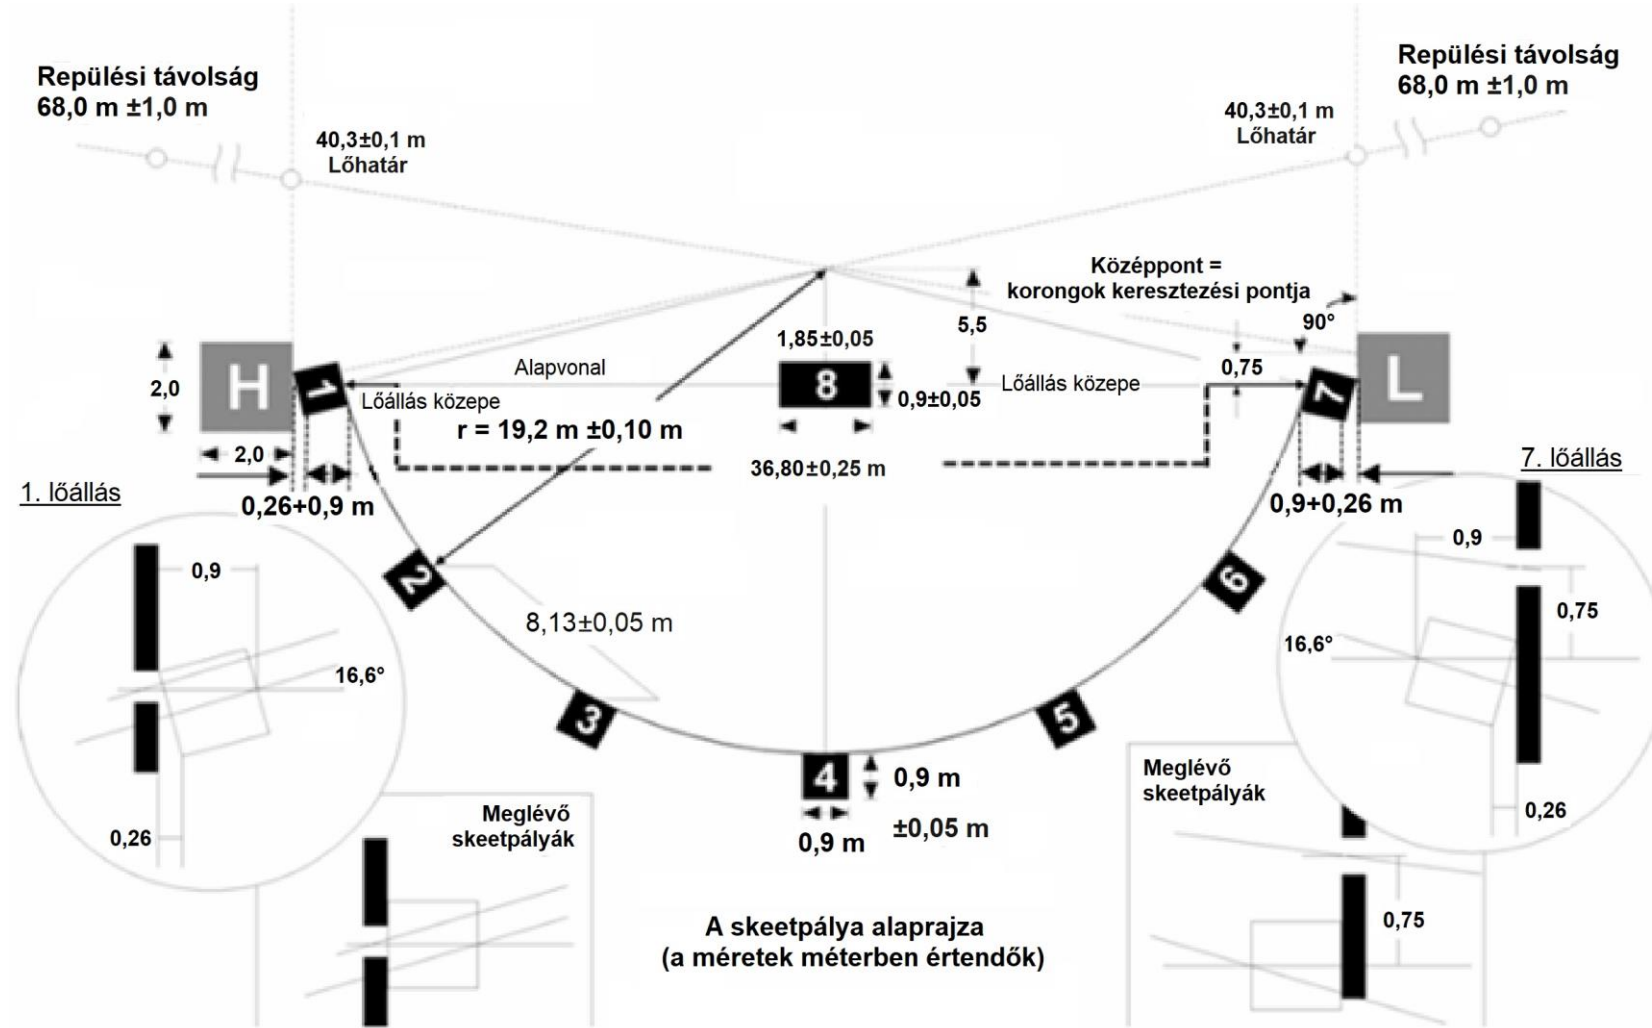 Repülési távolság
68,0 m ±1,0 m
40,3±0,1 m
Lőhatár
40,3±0,1 m
Lőhatár
Repülési távolság
68,0 m ±1,0 m
Középpont =
korongok keresztezési pontja
5,5
90°
1,85±0,05
0,75
2,0
H
1
Alapvonal
8
0,9±0,05
Lőállás közepe
7
L
Lőállás közepe
r = 19,2 m ±0,10 m
2,0
36,80±0,25 m
1. lőállás
0,26+0,9 m
7. lőállás
0,9+0,26 m
0,9
0,9
2
6
8,13±0,05 m
0,75
16,6°
16,6°
3
5
4
0,9 m
±0,05 m
0,9 m
0,26
0,26
Meglévő
skeetpályák
Meglévő
skeetpályák
0,75
A skeetpálya alaprajza
(a méretek méterben értendők)